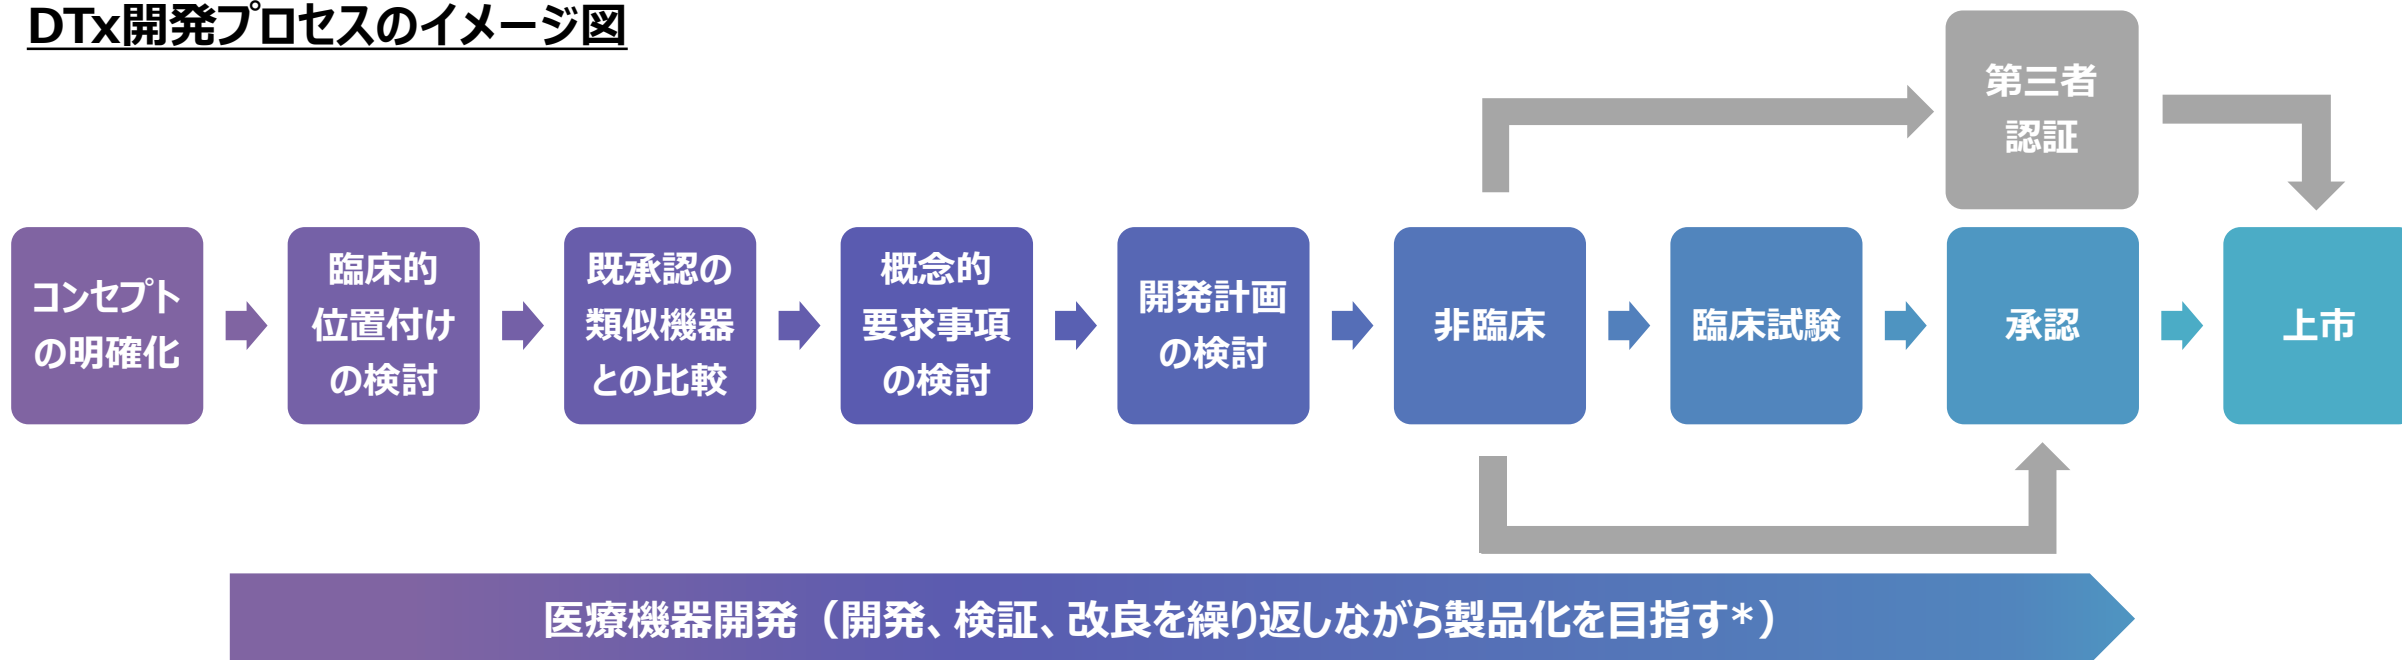 DTx開発プロセスのイメージ図
第三者
認証
コンセプト
の明確化
臨床的
位置付け
の検討
既承認の
類似機器
との比較
概念的
要求事項
の検討
開発計画
の検討
非臨床
臨床試験
承認
上市
医療機器開発（開発、検証、改良を繰り返しながら製品化を目指す*）